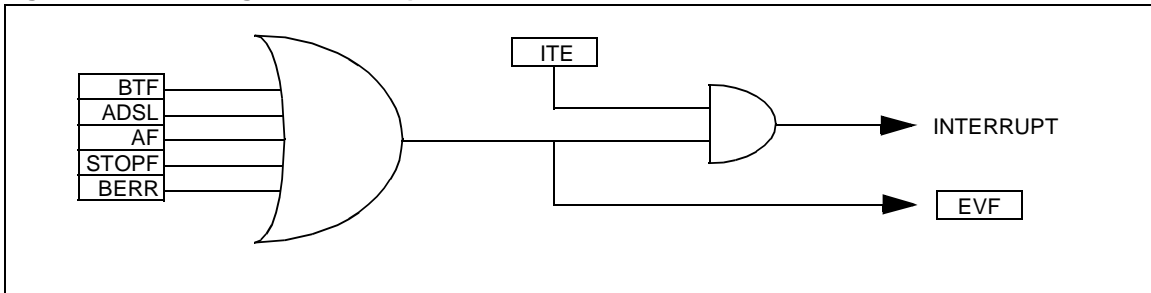 ITE
BTF
ADSL
AF
STOPF
BERR
INTERRUPT
EVF